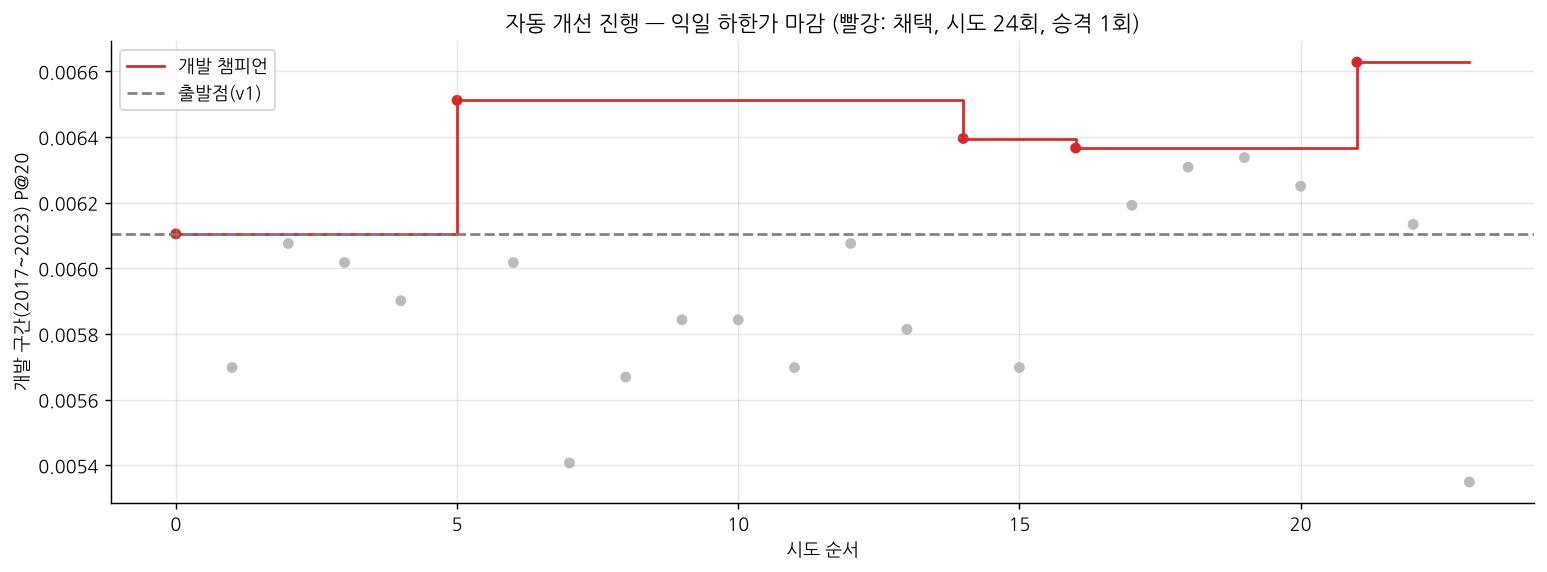 자동 개선 진행 — 익일 하한가 마감 (빨강: 채택, 시도 24회, 승격 1회)
개발 챔피언
출발점(v1)
개발 구간(2017~2023) P@20
0.0066
0.0064
0.0062
0.0060
0.0058
0.0056
0.0054
0 5 10 15 20
시도 순서